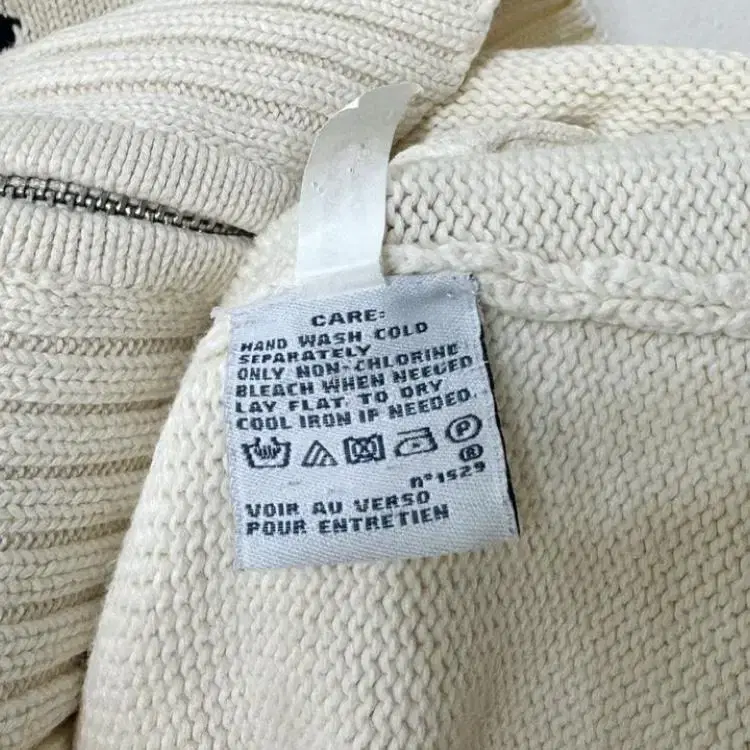 CARE:
HAND WASH COLD
SEPARATELY
ONLY NON-CHLORINE
BLEACH WHEN NEEDED
LAY FLAT TO DRY
COOL IRON IF NEEDED.
P
®
n°1529
VOIR AU VERSO
POUR ENTRETIEN